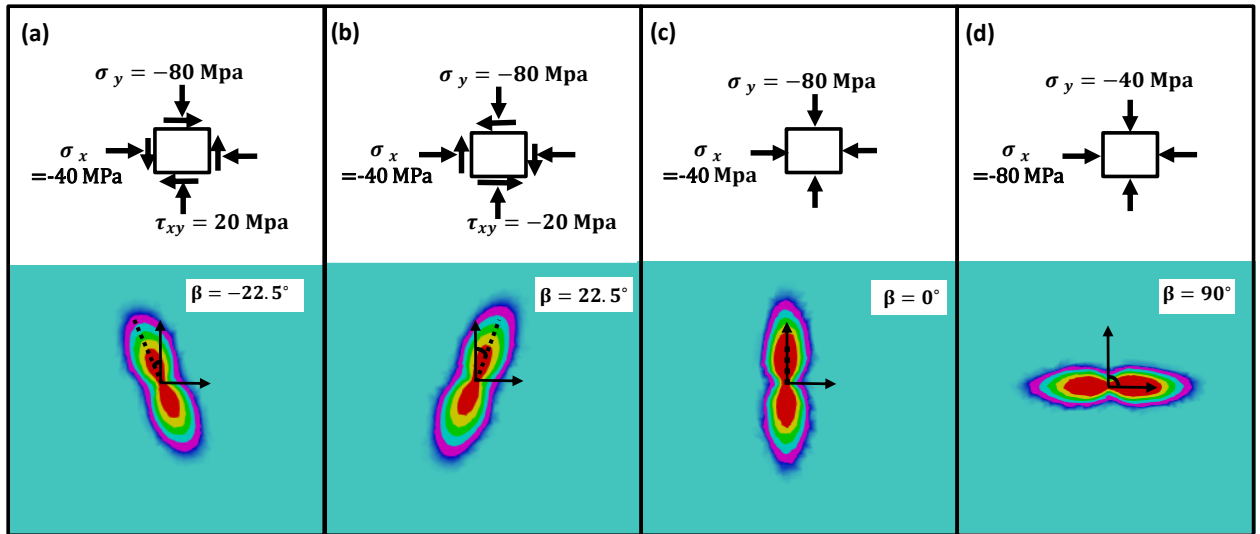 (a)
σ y = −80 Mpa
σ x
=-40 MPa
τxy = 20 Mpa
β = −22.5°
(b)
σ y = −80 Mpa
σ x
=-40 MPa
τxy = −20 Mpa
β = 22.5°
(c)
σ y = −80 Mpa
σ x
=-40 Mpa
β = 0°
(d)
σ y = −40 Mpa
σ x
=-80 MPa
β = 90°